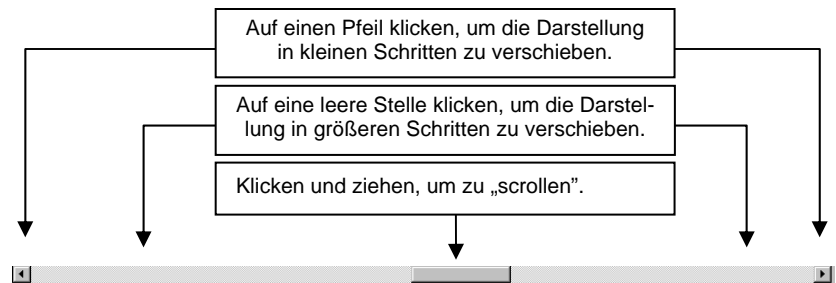 Auf einen Pfeil klicken, um die Darstellung
in kleinen Schritten zu verschieben.
Auf eine leere Stelle klicken, um die Darstel-
lung in größeren Schritten zu verschieben.
Klicken und ziehen, um zu „scrollen”.